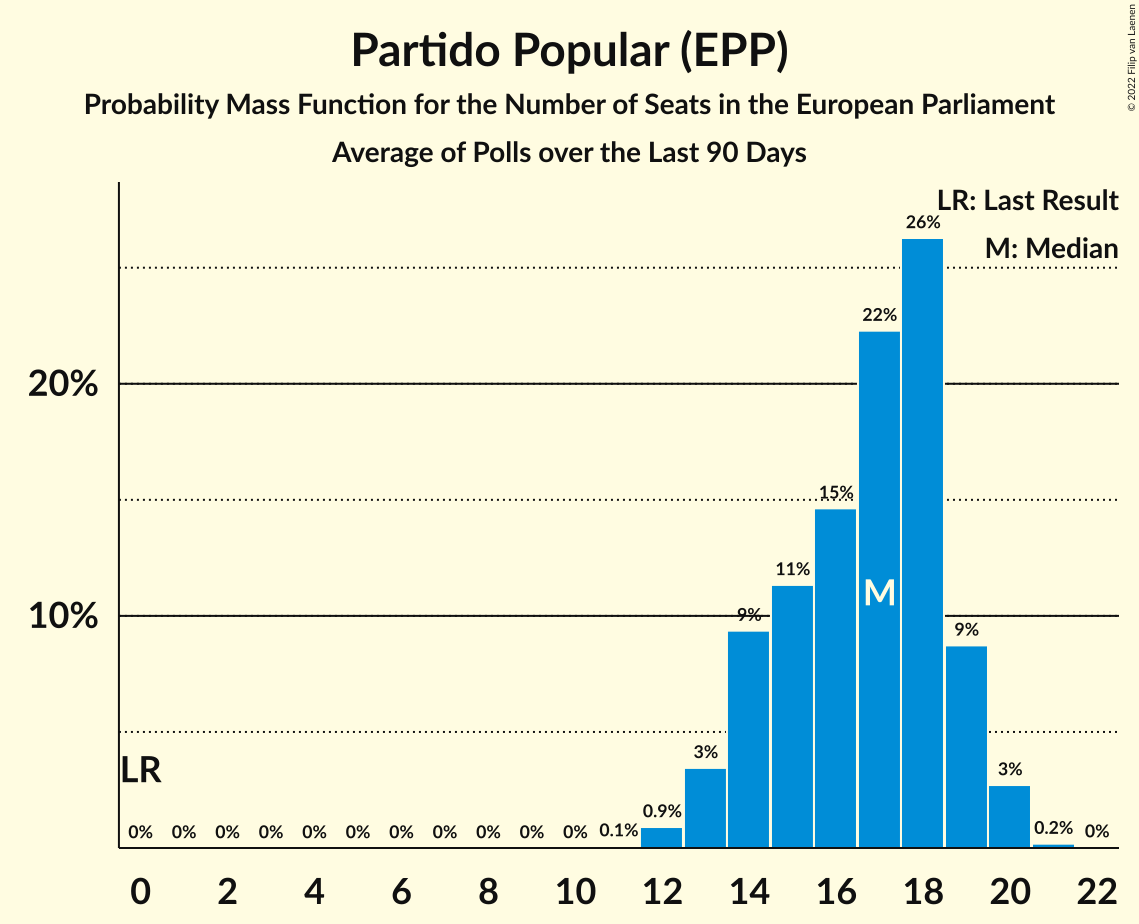 Partido Popular (EPP)
Probability Mass Function for the Number of Seats in the European Parliament
Average of Polls over the Last 90 Days
© 2022 Filip van Laenen
LR: Last Result
M: Median
26%
22%
20%
15%
11%
M
10%
9%
9%
LR
3%
3%
0% 0% 0% 0% 0% 0% 0% 0% 0% 0% 0% 0.1% 0.9% 0.2% 0%
0 2 4 6 8 10 12 14 16 18 20 22